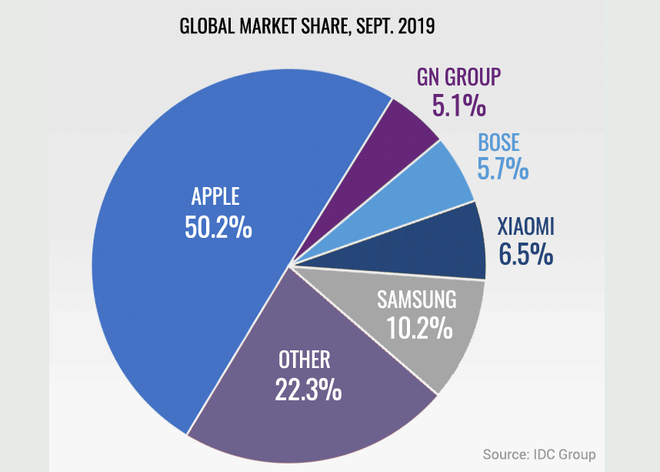 GLOBAL MARKET SHARE, SEPT. 2019
GN GROUP
5.1%
BOSE
5.7%
APPLE
50.2%
XIAOMI
6.5%
SAMSUNG
10.2%
OTHER
22.3%
Source: IDC Group